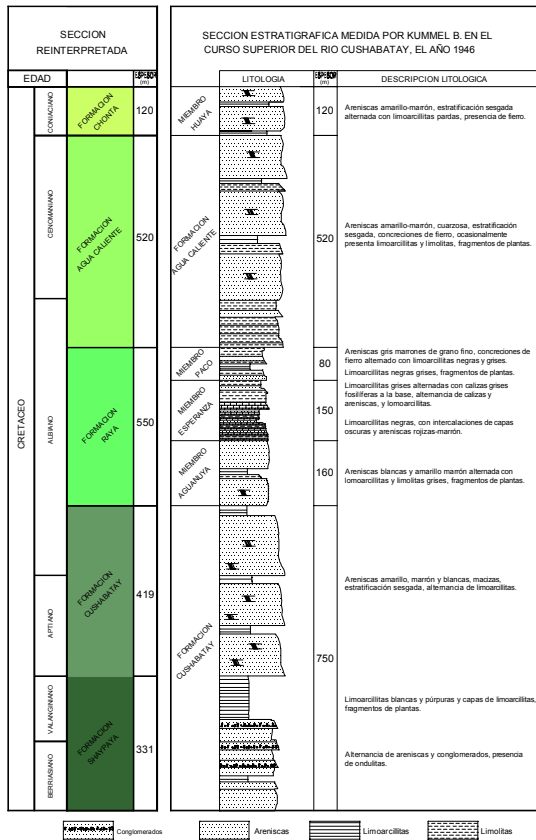 SECCION
REINTERPRETADA
SECCION ESTRATIGRAFICA MEDIDA POR KUMMEL B. EN EL
CURSO SUPERIOR DEL RIO CUSHABATAY, EL AÑO 1946
EDAD
ESPESOR
(m)
LITOLOGIA
ESPESOR
(m)
DESCRIPCION LITOLOGICA
CRETACEO
CONIACIANO
CENOMANIANO
ALBIANO
APTIANO
VALANGINIANO
BERRIASIANO
FORMACION
CHONTA
120
FORMACION
AGUA CALIENTE
520
FORMACION
RAYA
550
FORMACION
CUSHABATAY
419
FORMACION
SHAYPAYA
331
MIEMBRO
HUAYA
120
Areniscas amarillo-marrón, estratificación sesgada
alternada con limoarcillitas pardas, presencia de fierro.
FORMACION
AGUA CALIENTE
520
Areniscas amarillo-marrón, cuarzosa, estratificación
sesgada, concreciones de fierro, ocasionalmente
presenta limoarcillitas y limolitas, fragmentos de plantas.
MIEMBRO
PACO
80
Areniscas gris marrones de grano fino, concreciones de
fierro alternado con limoarcillitas negras y grises.
Limoarcillitas negras grises, fragmentos de plantas.
MIEMBRO
ESPERANZA
150
Limoarcillitas grises alternadas con calizas grises
fosilíferas a la base, alternancia de calizas y
areniscas, y lomoarcillitas.
Limoarcillitas negras, con intercalaciones de capas
oscuras y areniscas rojizas-marrón.
MIEMBRO
AGUANUYA
160
Areniscas blancas y amarillo marrón alternada con
lomoarcillitas y limolitas grises, fragmentos de plantas.
FORMACION
CUSHABATAY
750
Areniscas amarillo, marrón y blancas, macizas,
estratificación sesgada, alternancia de limoarcillitas.
Limoarcillitas blancas y púrpuras y capas de limoarcillitas,
fragmentos de plantas.
Alternancia de areniscas y conglomerados, presencia
de ondulitas.
Conglomerados
Areniscas
Limoarcillitas
Limolitas